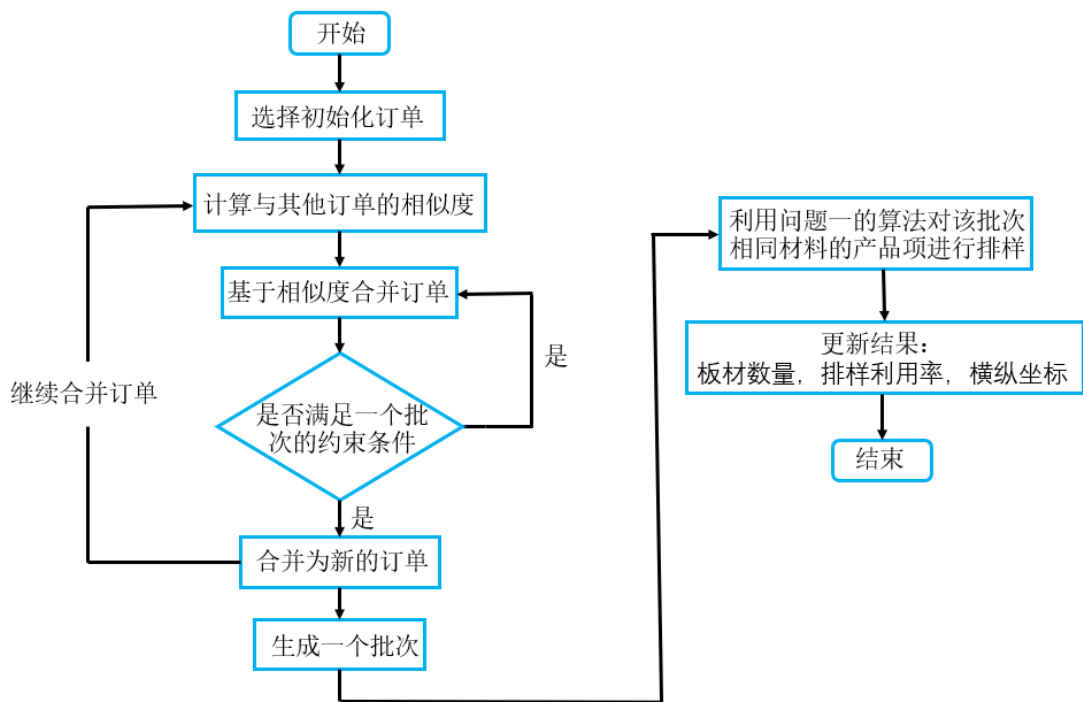 开始
选择初始化订单
计算与其他订单的相似度
基于相似度合并订单
是
继续合并订单
是否满足一个批
次的约束条件
是
合并为新的订单
生成一个批次
利用问题一的算法对该批次
相同材料的产品项进行排样
更新结果：
板材数量，排样利用率，横纵坐标
结束